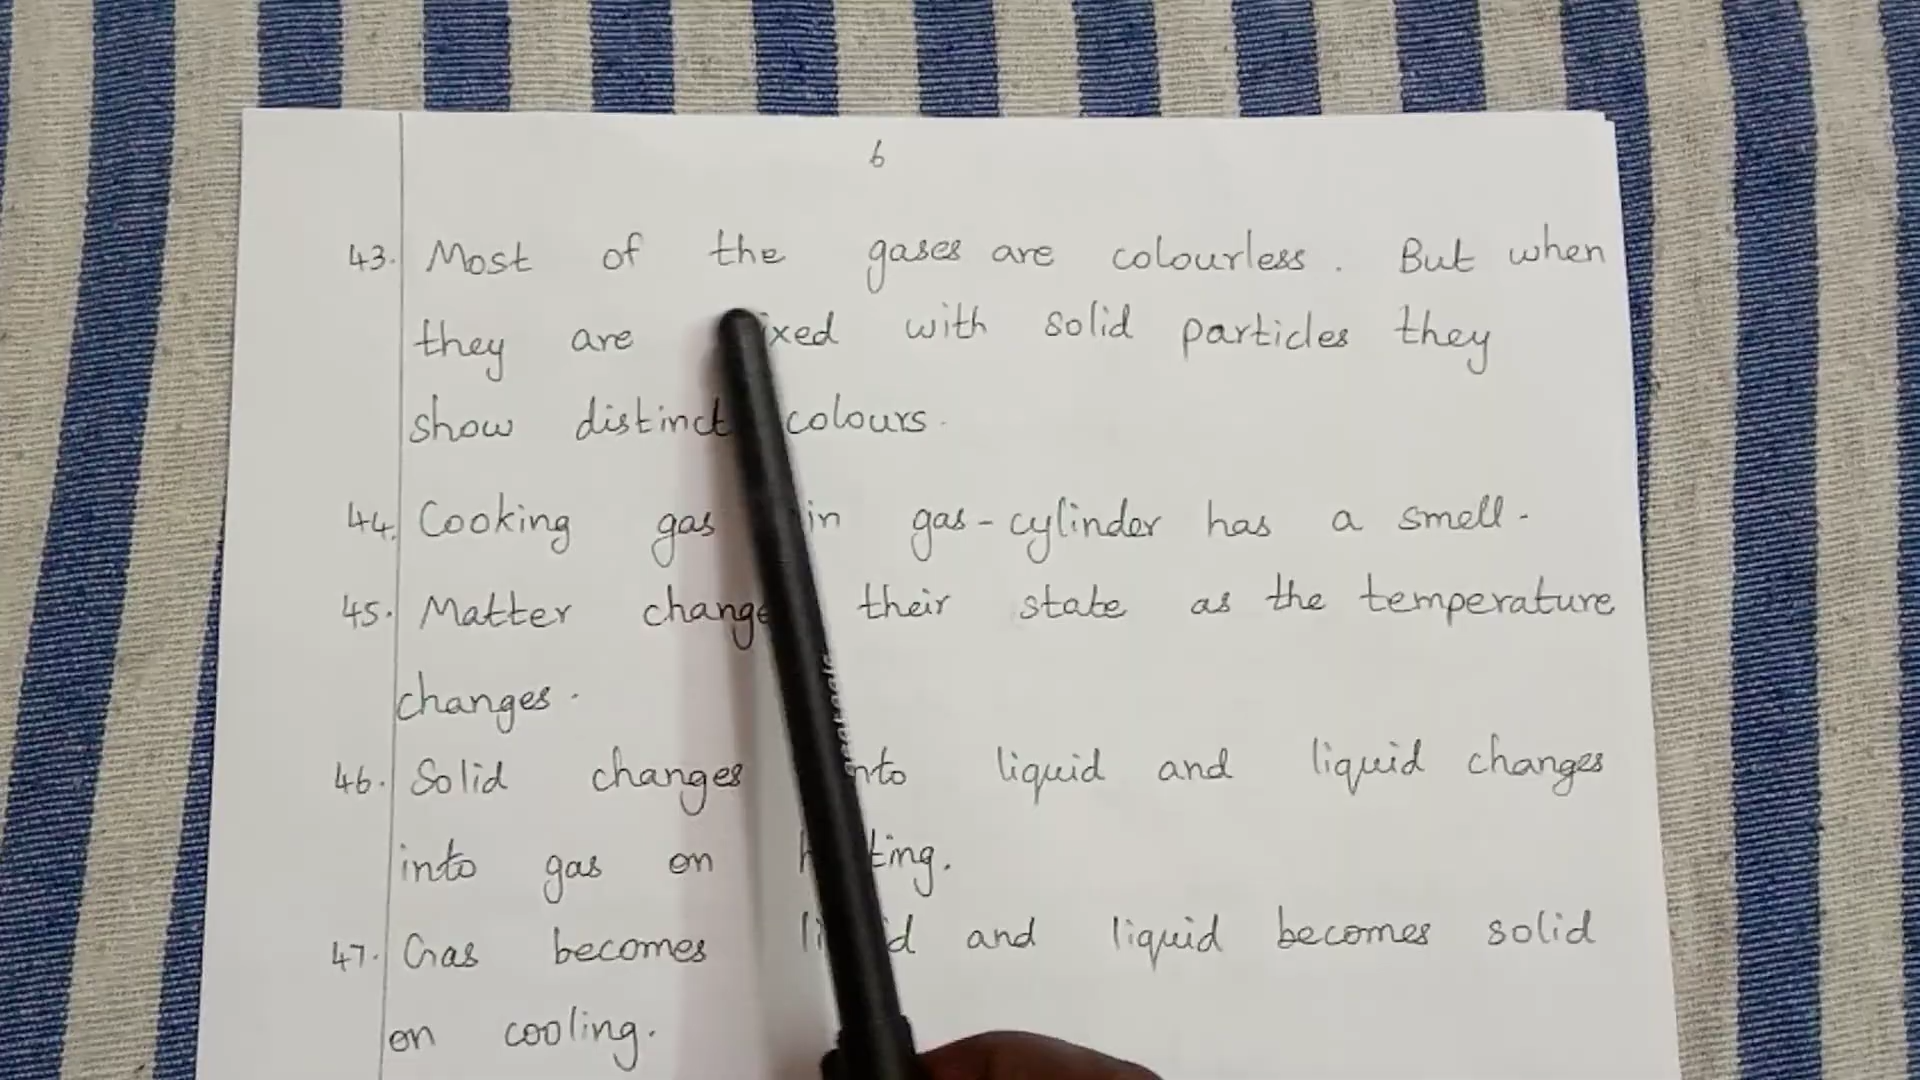 6
43. Most of the gases are colourless. But when
they are ixed with solid particles they
show distinct colours.
44. Cooking gas in gas-cylinder has a smell.
45. Matter change their state as the temperature
changes.
46. Solid changes nto liquid and liquid changes
into gas on h ting.
47. Gas becomes li d and liquid becomes solid
on cooling.